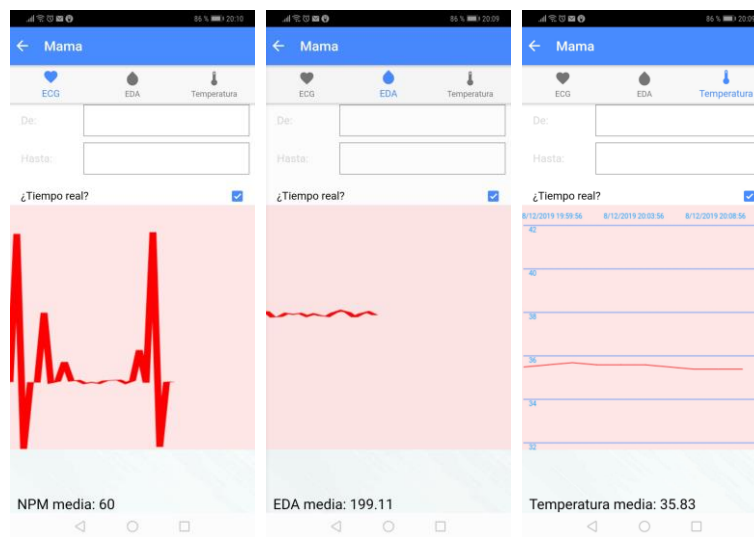 86 % 20:10
Mama
ECG EDA Temperatura
De:
Hasta:
¿Tiempo real?
NPM media: 60
86 % 20:09
Mama
ECG EDA Temperatura
De:
Hasta:
¿Tiempo real?
EDA media: 199.11
86 % 20:09
Mama
ECG EDA Temperatura
De:
Hasta:
¿Tiempo real?
8/12/2019 19:59:56 8/12/2019 20:03:56 8/12/2019 20:08:56
42
40
38
36
34
32
Temperatura media: 35.83